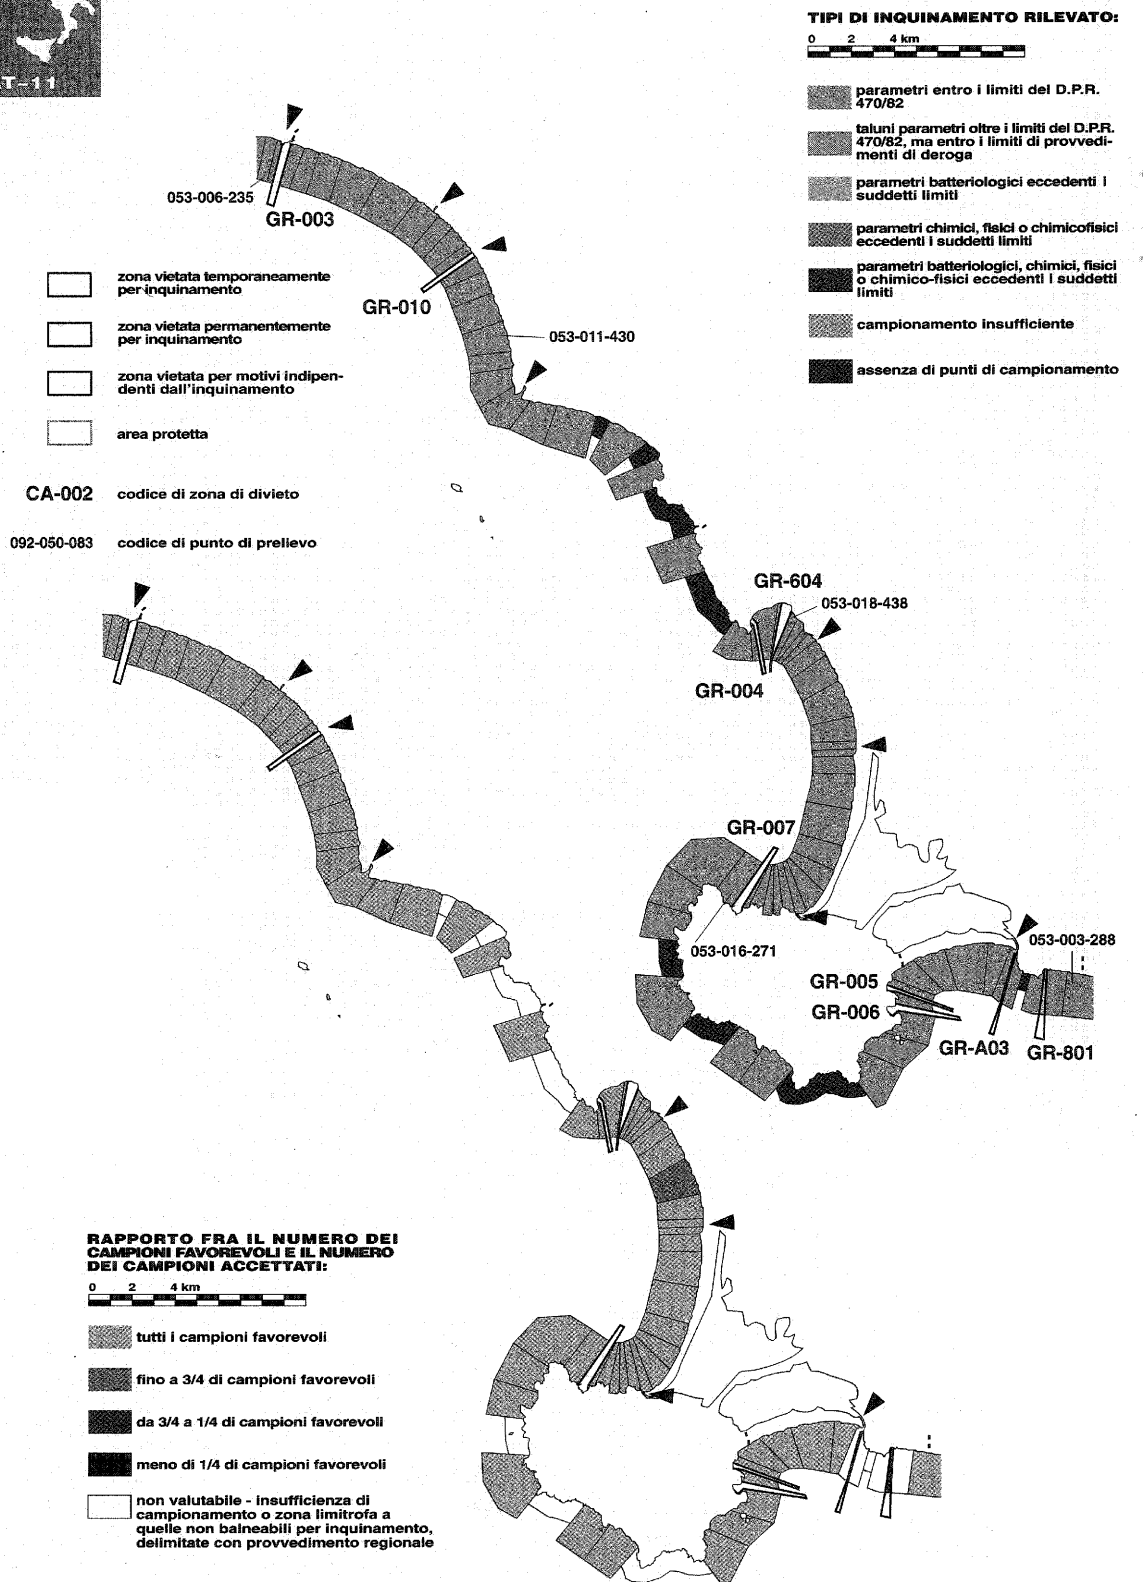 T-11
TIPI DI INQUINAMENTO RILEVATO:
0 2 4 km
parametri entro i limiti del D.P.R.
470/82
taluni parametri oltre i limiti del D.P.R.
470/82, ma entro i limiti di provvedi-
menti di deroga
parametri batteriologici eccedenti i
suddetti limiti
parametri chimici, fisici o chimicofisici
eccedenti i suddetti limiti
parametri batteriologici, chimici, fisici
o chimico-fisici eccedenti i suddetti
limiti
campionamento insufficiente
assenza di punti di campionamento
053-006-235
GR-003
GR-010
053-011-430
zona vietata temporaneamente
per inquinamento
zona vietata permanentemente
per inquinamento
zona vietata per motivi indipen-
denti dall'inquinamento
area protetta
CA-002 codice di zona di divieto
092-050-083 codice di punto di prelievo
GR-604
053-018-438
GR-004
GR-007
053-016-271
053-003-288
GR-005
GR-006
GR-A03
GR-801
RAPPORTO FRA IL NUMERO DEI
CAMPIONI FAVOREVOLI E IL NUMERO
DEI CAMPIONI ACCETTATI:
0 2 4 km
tutti i campioni favorevoli
fino a 3/4 di campioni favorevoli
da 3/4 a 1/4 di campioni favorevoli
meno di 1/4 di campioni favorevoli
non valutabile - insufficienza di
campionamento o zona limitrofa a
quelle non balneabili per inquinamento,
delimitate con provvedimento regionale